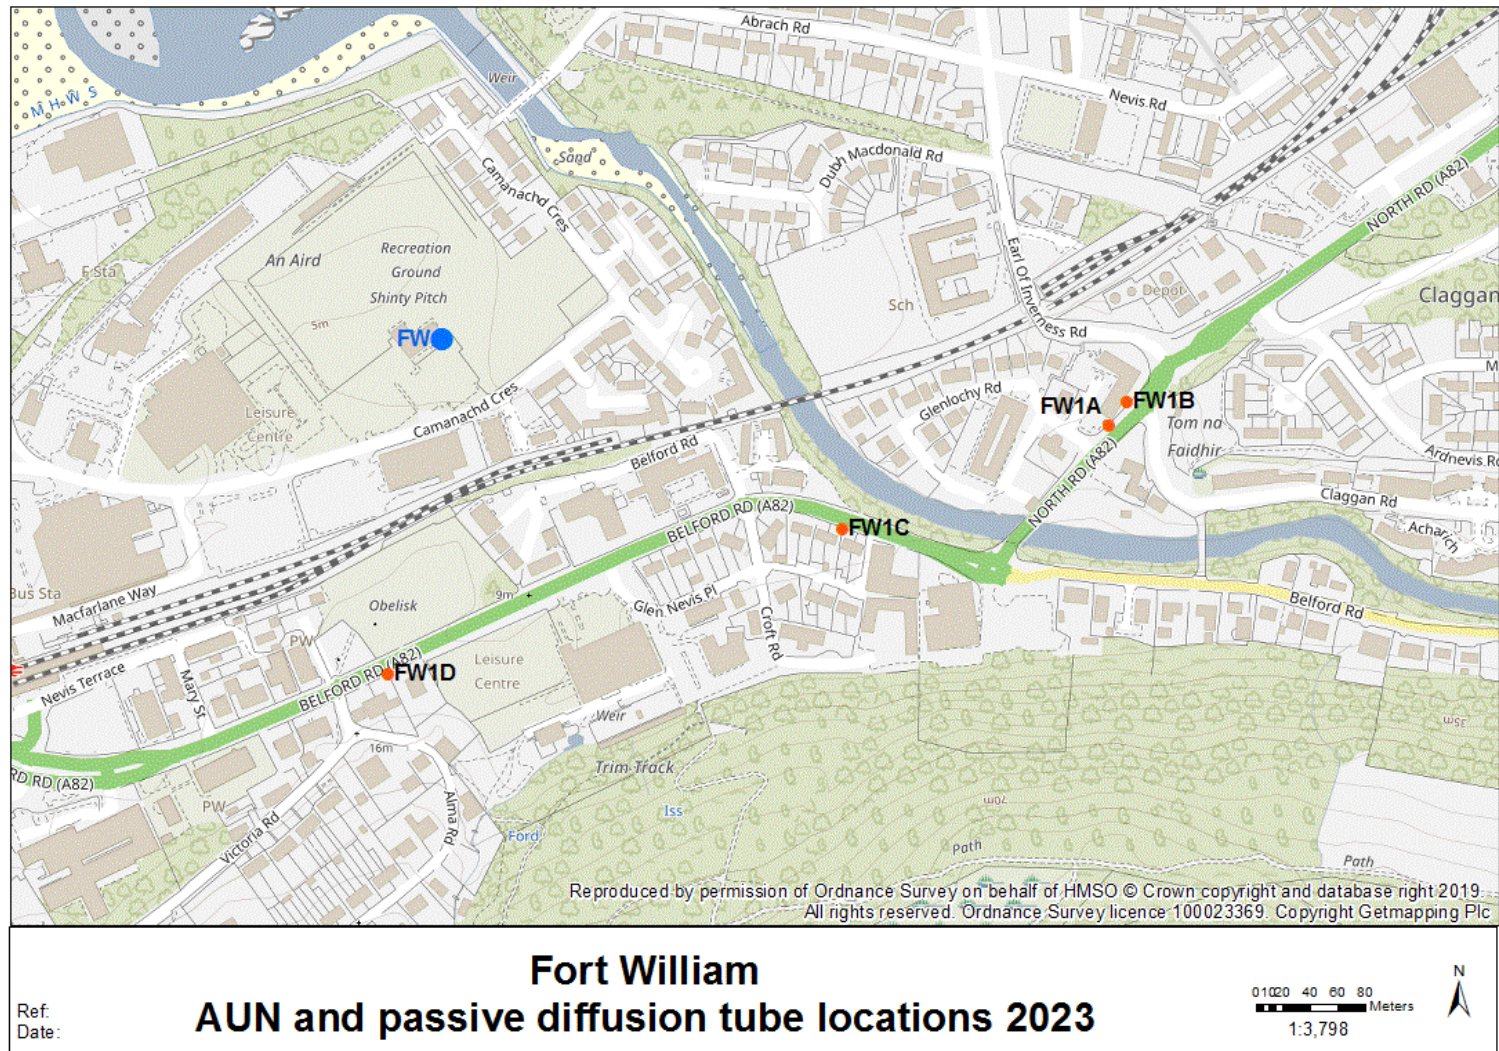 Abrach Rd
Weir
Nevis Rd
M H W S
Sand
Dubh Macdonald Rd
Camanachd Cres
NORTH RD (A82)
An Aird
Recreation
Ground
Shinty Pitch
E Sta
5m
Earl Of Inverness Rd
Depot
Claggan
Sch
FW
Leisure
Centre
Camanachd Cres
Glenlochy Rd
FW1A
FW1B
Tom na
Faidhir
M
Ardnevis Rd
Belford Rd
NORTH RD (A82)
Claggan Rd
Acharich
BELFORD RD (A82)
FW1C
Bus Sta
Macfarlane Way
Obelisk
9m
Glen Nevis Pl
Croft Rd
Belford Rd
PW
Leisure
Centre
Nevis Terrace
Mary St
BELFORD RD (A82)
FW1D
Weir
35m
16m
RD RD (A82)
PW
Trim Track
Iss
70m
Victoria Rd
Alma Rd
Ford
Path
Path
Reproduced by permission of Ordnance Survey on behalf of HMSO © Crown copyright and database right 2019.
All rights reserved. Ordnance Survey licence 100023369. Copyright Getmapping Plc
Fort William
AUN and passive diffusion tube locations 2023
Ref:
Date:
0 10 20 40 60 80
Meters
1:3,798
N